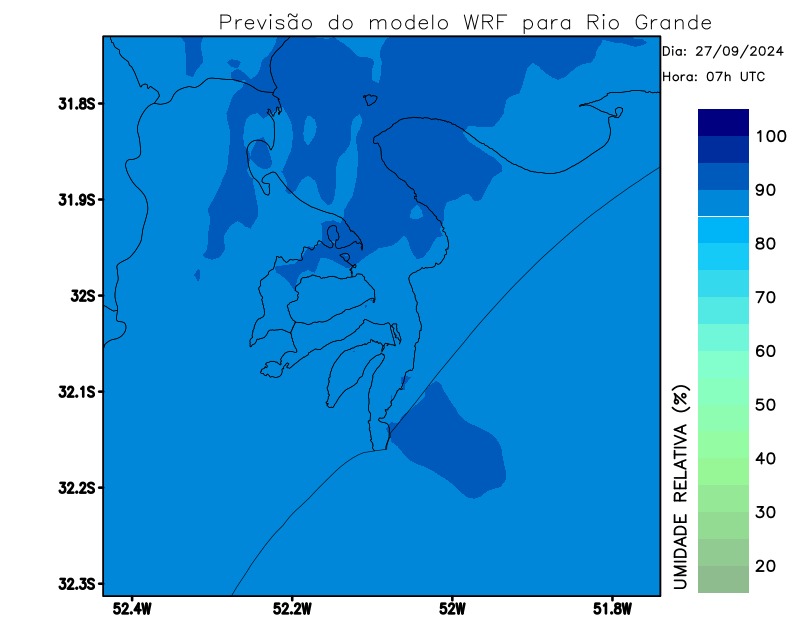 Previsão do modelo WRF para Rio Grande
Dia: 27/09/2024
Hora: 07h UTC
31.8S
31.9S
32S
32.1S
32.2S
32.3S
52.4W
52.2W
52W
51.8W
100
90
80
70
60
50
40
30
20
UMIDADE RELATIVA (%)